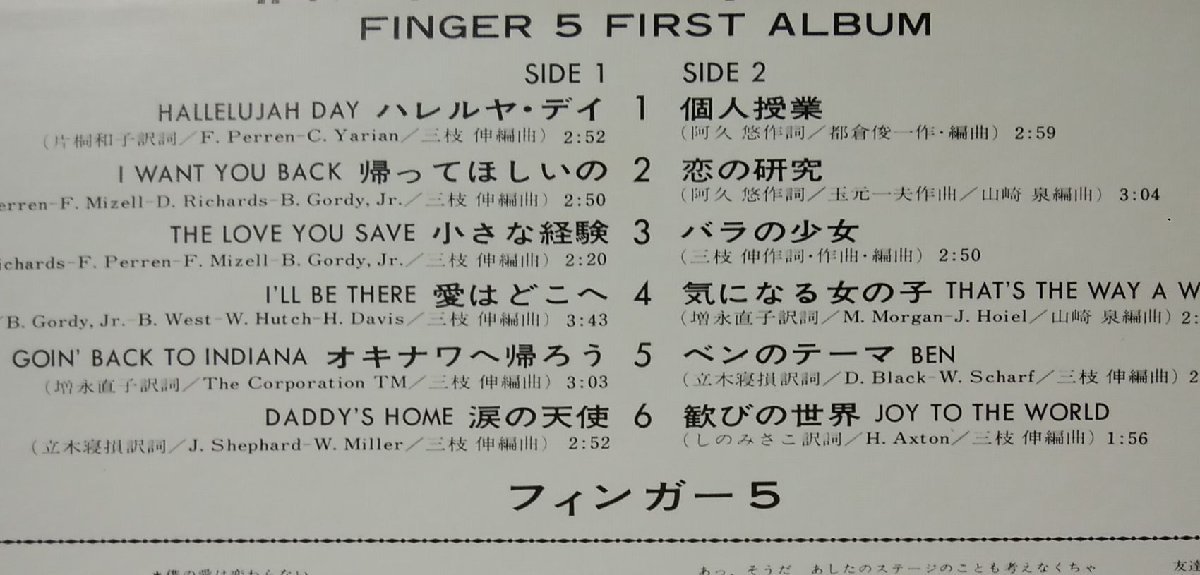 FINGER 5 FIRST ALBUM
SIDE 1
HALLELUJAH DAY ハレルヤ・デイ 1
(片桐和子訳詞/F. Perren-C. Yarian/三枝 伸編曲) 2:52
I WANT YOU BACK 帰ってほしいの 2
F. Mizell-D. Richards-B. Gordy, Jr./三枝 伸編曲) 2:50
THE LOVE YOU SAVE 小さな経験 3
F. Perren-F. Mizell-B. Gordy, Jr./三枝 伸編曲) 2:20
I'LL BE THERE 愛はどこへ 4
B. Gordy, Jr.-B. West-W. Hutch-H. Davis/三枝 伸編曲) 3:43
GOIN' BACK TO INDIANA オキナワへ帰ろう 5
(増永直子訳詞/The Corporation TM/三枝 伸編曲) 3:03
DADDY'S HOME 涙の天使 6
(立木寝損訳詞/J. Shephard-W. Miller/三枝 伸編曲) 2:52
SIDE 2
個人授業
(阿久 悠作詞/都倉俊一作・編曲) 2:59
恋の研究
(阿久 悠作詞/玉元一夫作曲/山崎 泉編曲) 3:04
バラの少女
(三枝 伸作詞・作曲・編曲) 2:50
気になる女の子 THAT'S THE WAY A
(増永直子訳詞/M. Morgan-J. Hoiel/山崎 泉編曲)
ベンのテーマ BEN
(立木寝損訳詞/D. Black-W. Scharf/三枝 伸編曲)
歓びの世界 JOY TO THE WORLD
(しのみさこ訳詞/H. Axton/三枝 伸編曲) 1:56
フィンガー5
あっ、そうだ あしたのステージのことも考えなくちゃ